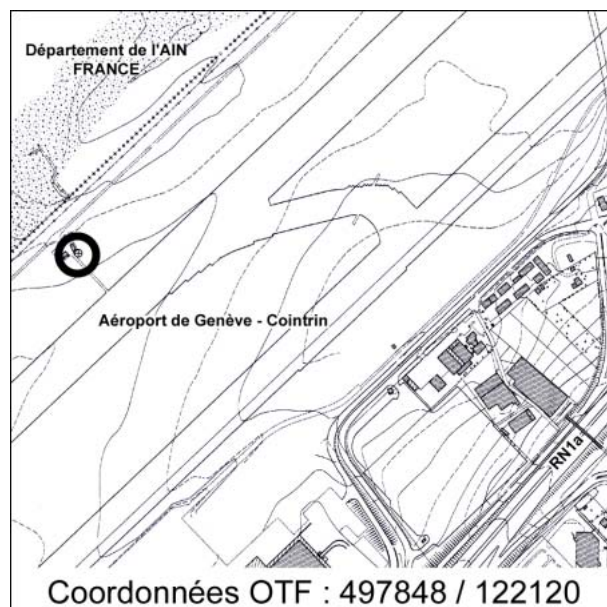 Département de l'AIN
FRANCE
Aéroport de Genève - Cointrin
RN1a
Coordonnées OTF : 497848 / 122120